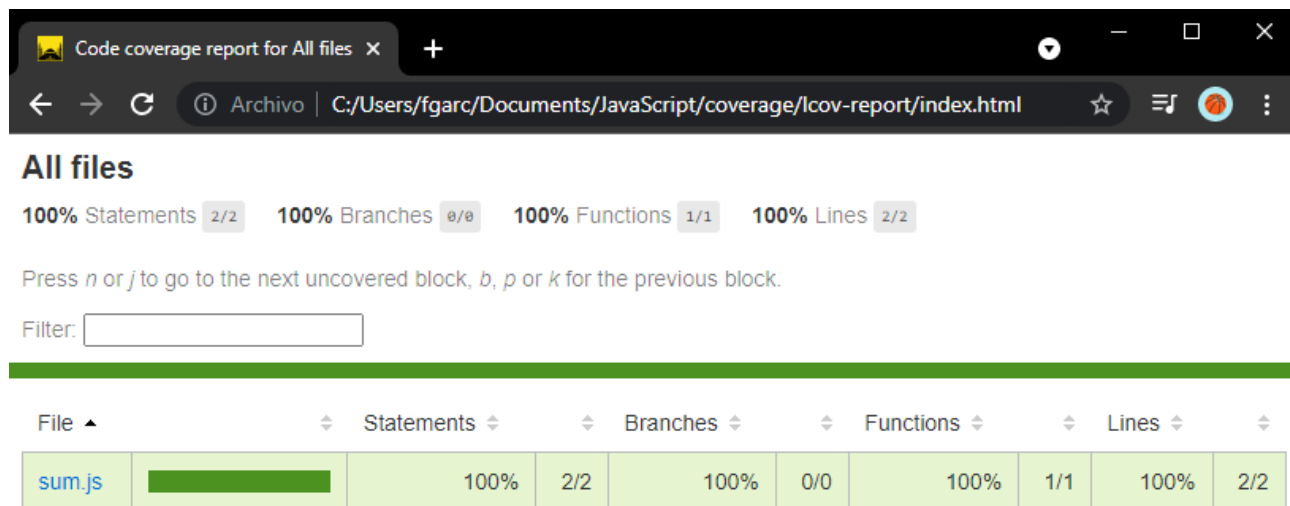 Code coverage report for All files
Archivo | C:/Users/fgarc/Documents/JavaScript/coverage/lcov-report/index.html
All files
100% Statements 2/2 100% Branches 0/0 100% Functions 1/1 100% Lines 2/2
Press n or j to go to the next uncovered block, b, p or k for the previous block.
Filter:
File Statements Branches Functions Lines
sum.js 100% 2/2 100% 0/0 100% 1/1 100% 2/2